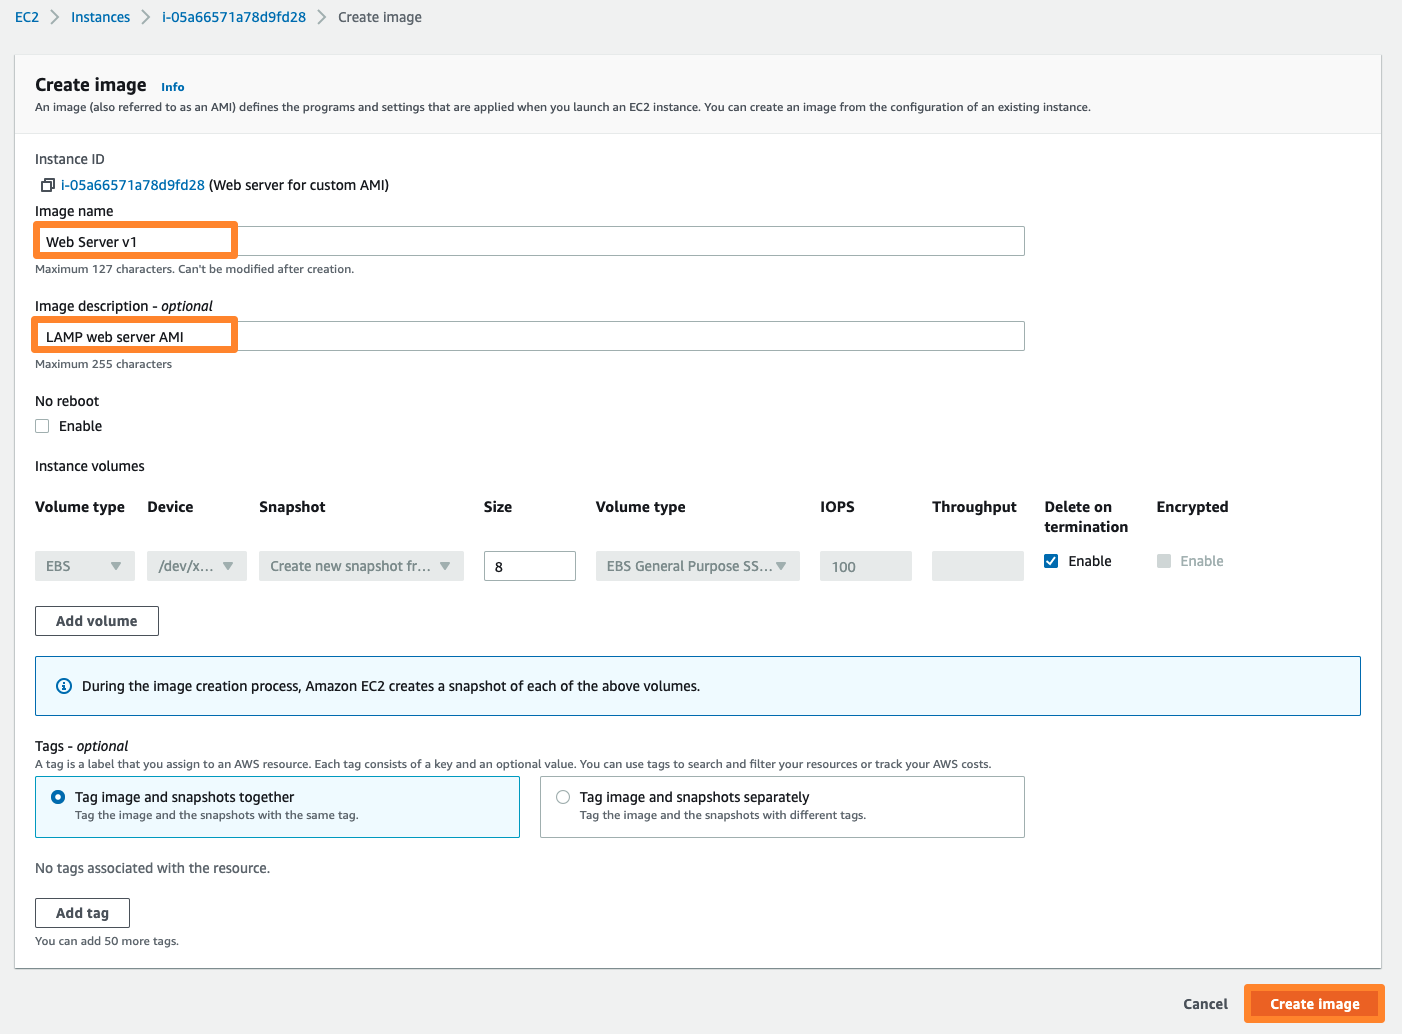 EC2 > Instances > i-05a66571a78d9fd28 > Create image
Create image Info
An image (also referred to as an AMI) defines the programs and settings that are applied when you launch an EC2 instance. You can create an image from the configuration of an existing instance.
Instance ID
i-05a66571a78d9fd28 (Web server for custom AMI)
Image name
Web Server v1
Maximum 127 characters. Can't be modified after creation.
Image description - optional
LAMP web server AMI
Maximum 255 characters
No reboot
Enable
Instance volumes
Volume type Device Snapshot Size Volume type IOPS Throughput Delete on termination Encrypted
EBS /dev/x... Create new snapshot fr... 8 EBS General Purpose SS... 100 Enable Enable
Add volume
During the image creation process, Amazon EC2 creates a snapshot of each of the above volumes.
Tags - optional
A tag is a label that you assign to an AWS resource. Each tag consists of a key and an optional value. You can use tags to search and filter your resources or track your AWS costs.
Tag image and snapshots together
Tag the image and the snapshots with the same tag.
Tag image and snapshots separately
Tag the image and the snapshots with different tags.
No tags associated with the resource.
Add tag
You can add 50 more tags.
Cancel Create image